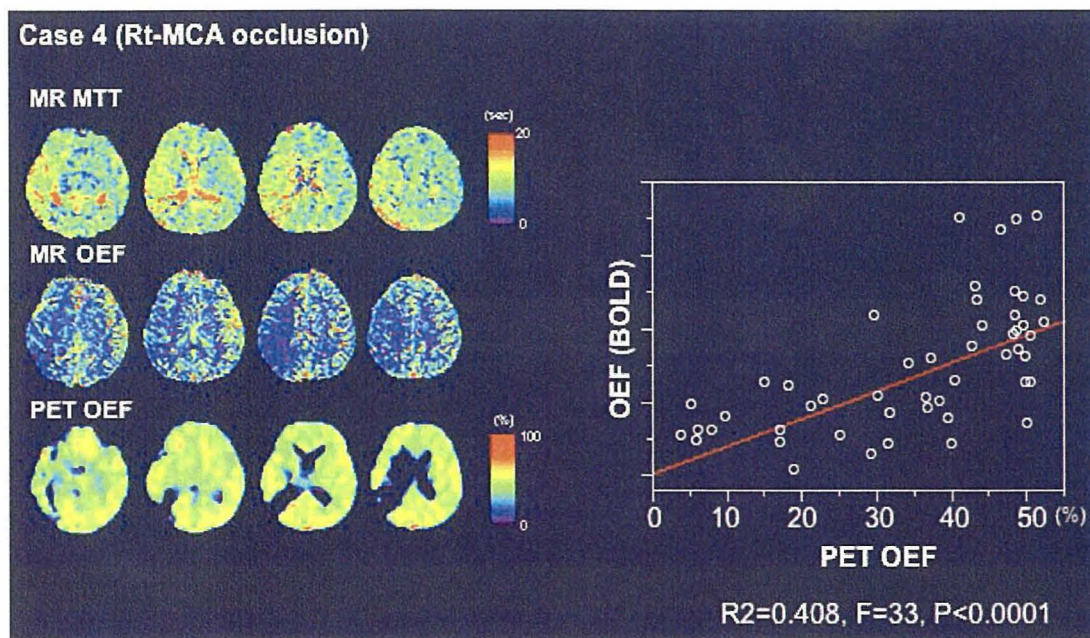 Case 4 (Rt-MCA occlusion)
MR MTT
(sec)
20
0
MR OEF
PET OEF
(%)
100
0
OEF (BOLD)
0 10 20 30 40 50 (%)
PET OEF
R2=0.408, F=33, P<0.0001